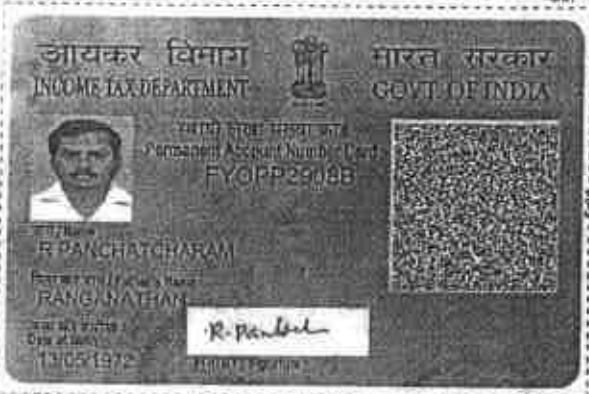 आयकर विभाग
INCOME TAX DEPARTMENT
भारत सरकार
GOVT. OF INDIA
स्थायी लेखा संख्या कार्ड
Permanent Account Number Card
FYOPP2908B
नाम / Name
R PANCHATCHARAM
पिता का नाम / Father's Name
RANGANATHAN
Date of Birth
13/05/1972
R. Panbah